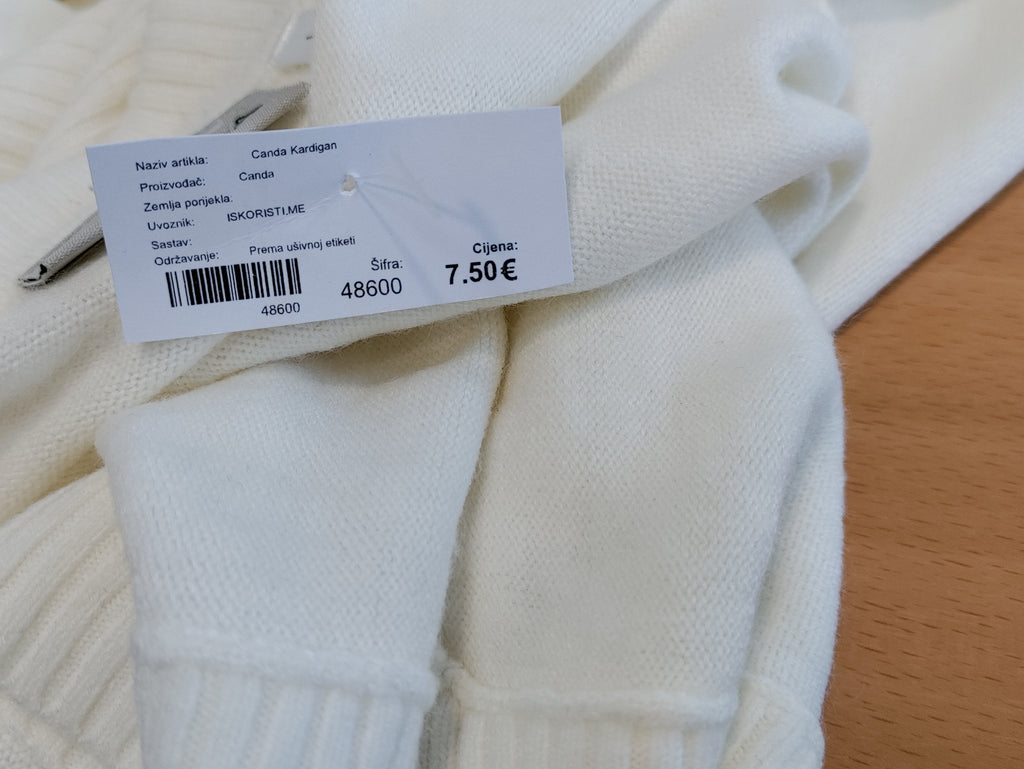 Naziv artikla: Canda Kardigan
Proizvođač: Canda
Zemlja porijekla:
Uvoznik: ISKORISTI.ME
Sastav:
Održavanje: Prema ušivnoj etiketi
48600
Šifra:
48600
Cijena:
7.50€